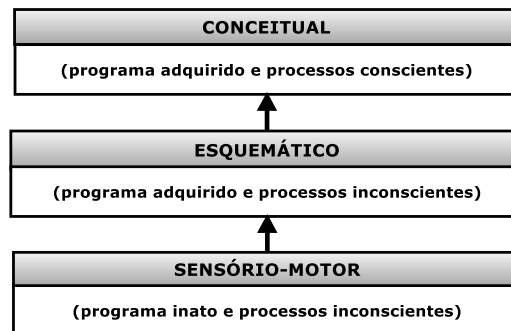 CONCEITUAL
(programa adquirido e processos conscientes)
ESQUEMÁTICO
(programa adquirido e processos inconscientes)
SENSÓRIO-MOTOR
(programa inato e processos inconscientes)